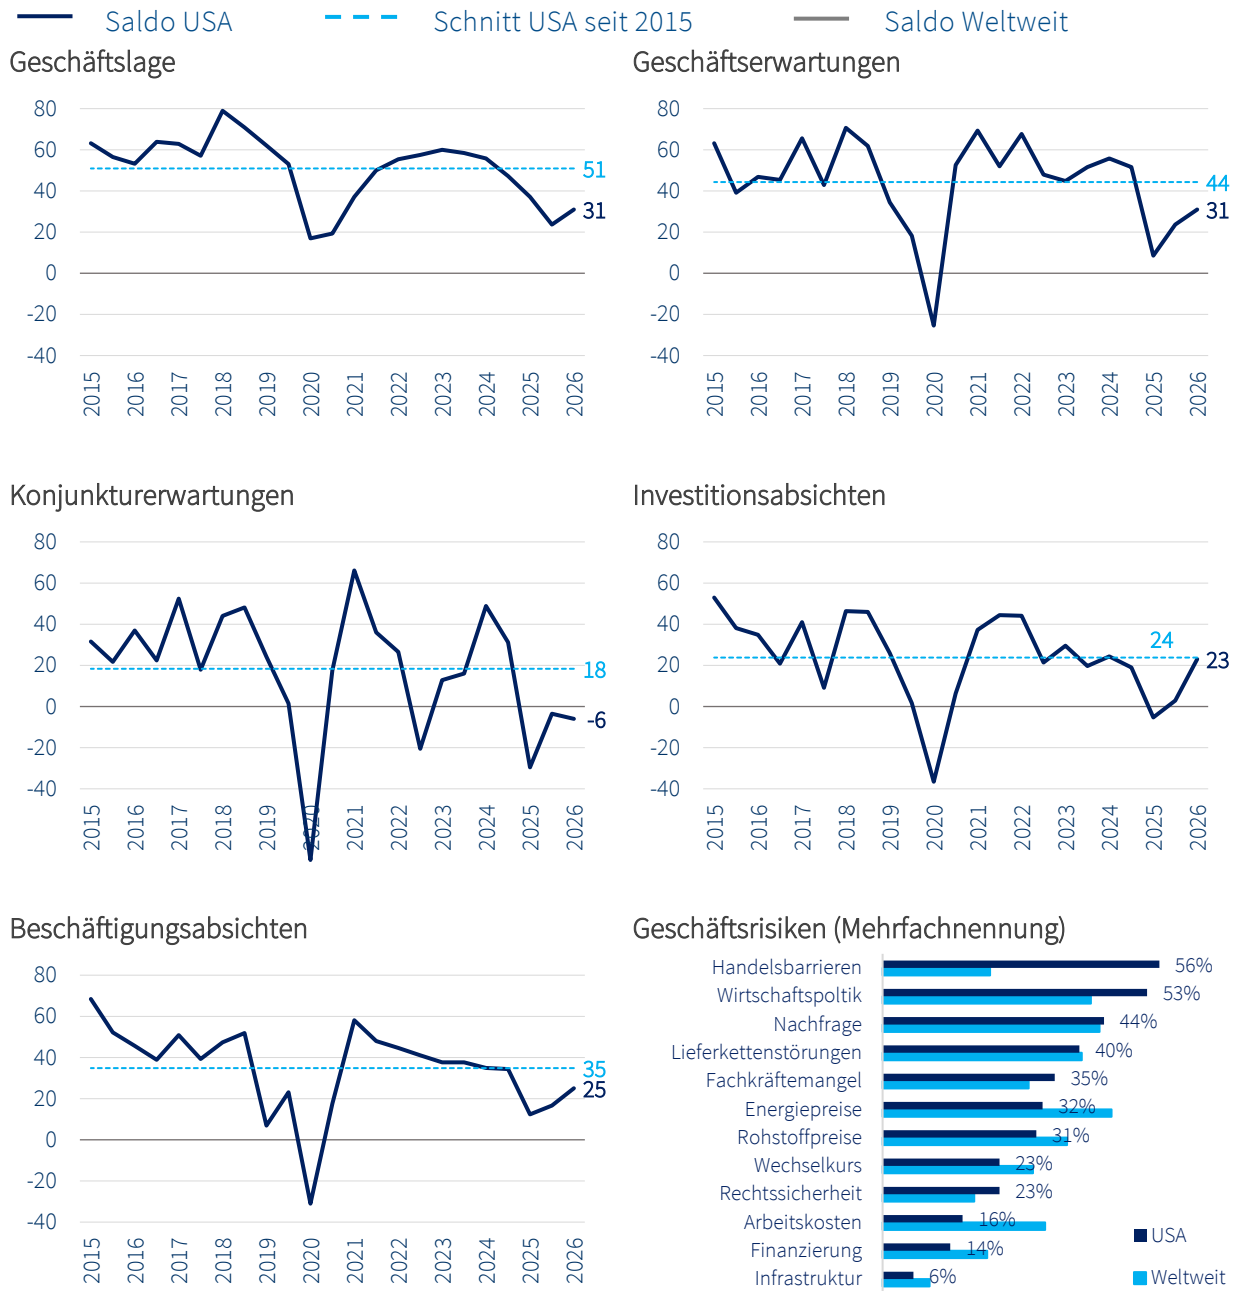 Saldo USA Schnitt USA seit 2015 Saldo Weltweit
Geschäftslage
80
60
40
20
0
-20
-40
51
31
2015 2016 2017 2018 2019 2020 2021 2022 2023 2024 2025 2026
Geschäftserwartungen
80
60
40
20
0
-20
-40
44
31
2015 2016 2017 2018 2019 2020 2021 2022 2023 2024 2025 2026
Konjunkturerwartungen
80
60
40
20
0
-20
-40
18
-6
2015 2016 2017 2018 2019 2020 2021 2022 2023 2024 2025 2026
Investitionsabsichten
80
60
40
20
0
-20
-40
24
23
2015 2016 2017 2018 2019 2020 2021 2022 2023 2024 2025 2026
Beschäftigungsabsichten
80
60
40
20
0
-20
-40
35
25
2015 2016 2017 2018 2019 2020 2021 2022 2023 2024 2025 2026
Geschäftsrisiken (Mehrfachnennung)
Handelsbarrieren 56%
Wirtschaftspoltik 53%
Nachfrage 44%
Lieferkettenstörungen 40%
Fachkräftemangel 35%
Energiepreise 32%
Rohstoffpreise 31%
Wechselkurs 23%
Rechtssicherheit 23%
Arbeitskosten 16%
Finanzierung 14%
Infrastruktur 6%
USA
Weltweit